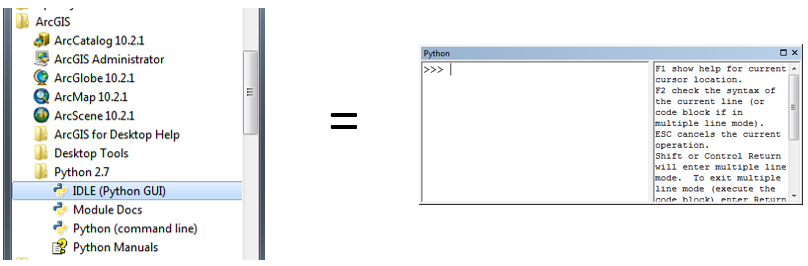 ArcGIS
ArcCatalog 10.2.1
ArcGIS Administrator
ArcGlobe 10.2.1
ArcMap 10.2.1
ArcScene 10.2.1
ArcGIS for Desktop Help
Desktop Tools
Python 2.7
IDLE (Python GUI)
Module Docs
Python (command line)
Python Manuals
=
Python
>>>
F1 show help for current
cursor location.
F2 check the syntax of
the current line (or
code block if in
multiple line mode).
ESC cancels the current
operation.
Shift or Control Return
will enter multiple line
mode. To exit multiple
line mode (execute the
code block) enter Return